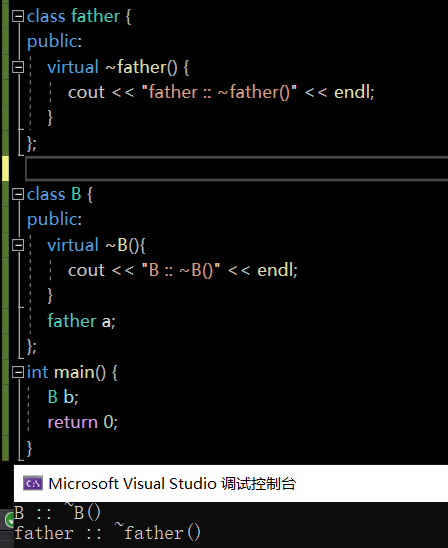 class father {
public:
virtual ~father() {
cout << "father :: ~father()" << endl;
}
};
class B {
public:
virtual ~B(){
cout << "B :: ~B()" << endl;
}
father a;
};
int main() {
B b;
return 0;
}
Microsoft Visual Studio 调试控制台
B :: ~B()
father :: ~father()